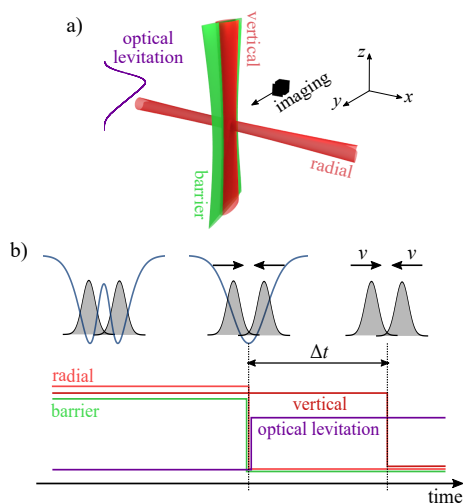 a)
optical
levitation
vertical
imaging
z
y
x
radial
barrier
b)
v
v
v
Δt
radial
barrier
vertical
optical levitation
time